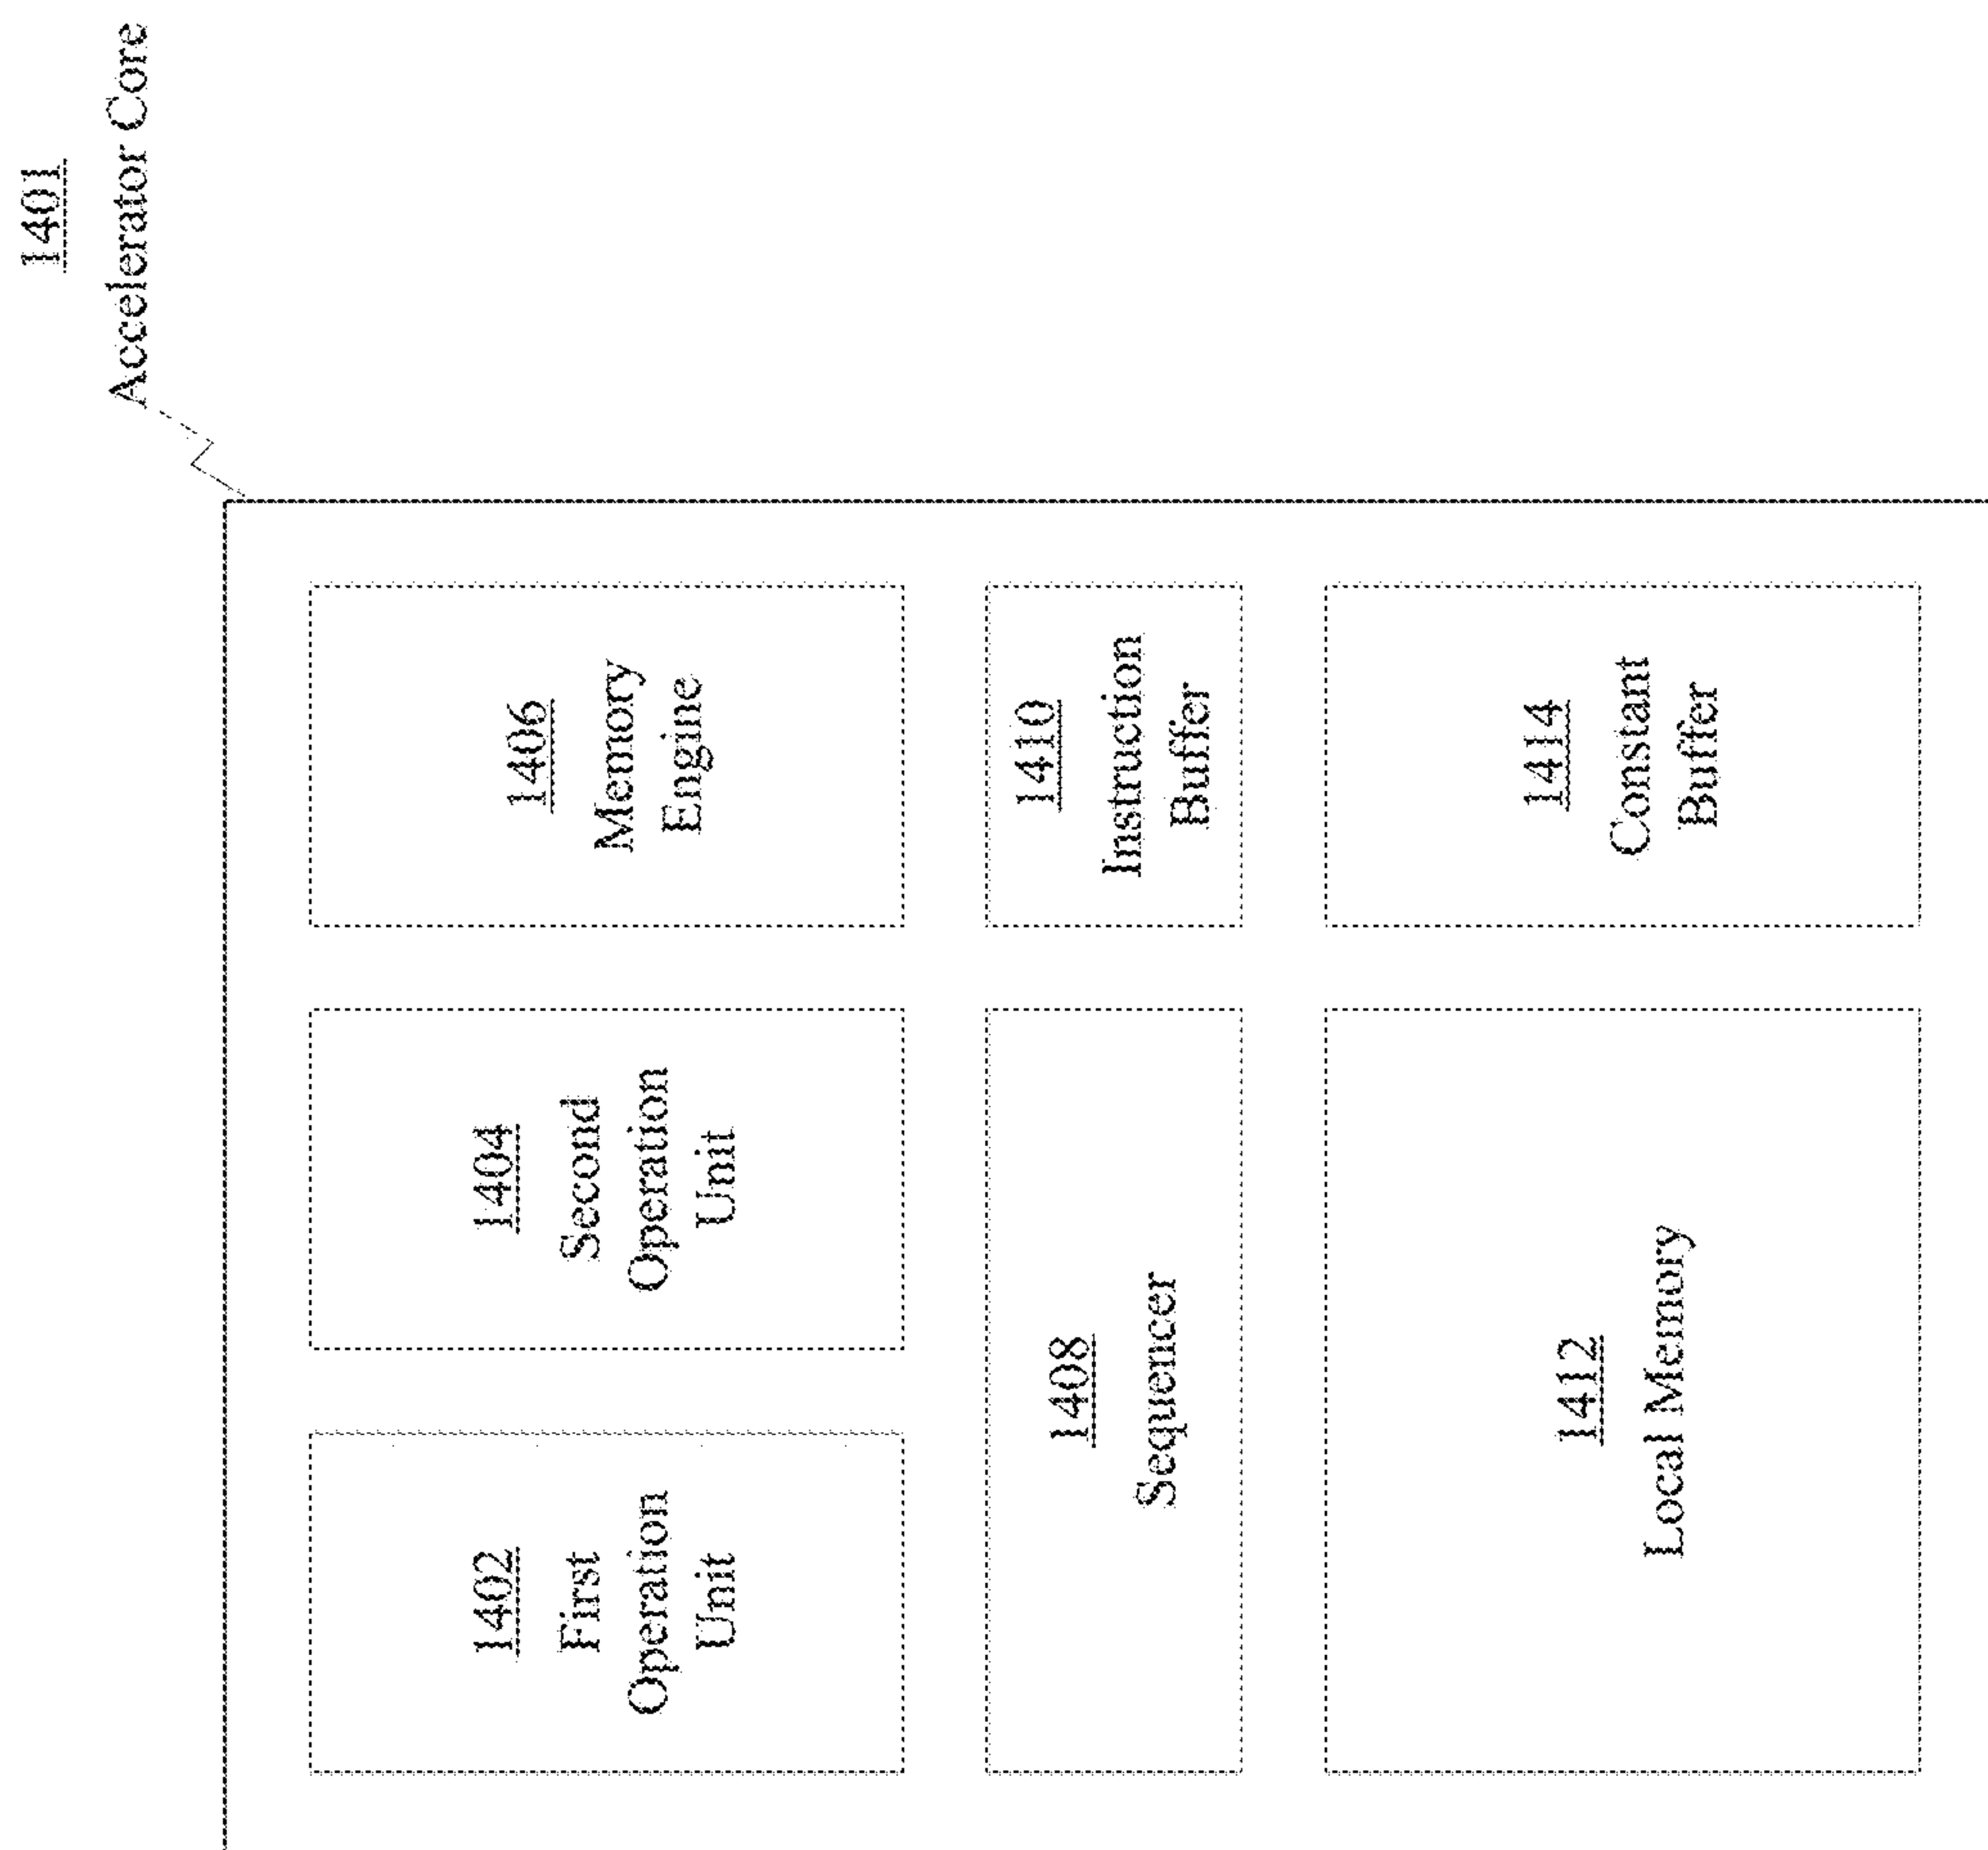 1401
Accelerator Core
1402
First
Operation
Unit
1404
Second
Operation
Unit
1406
Memory
Engine
1408
Sequencer
1410
Instruction
Buffer
1412
Local Memory
1414
Constant
Buffer